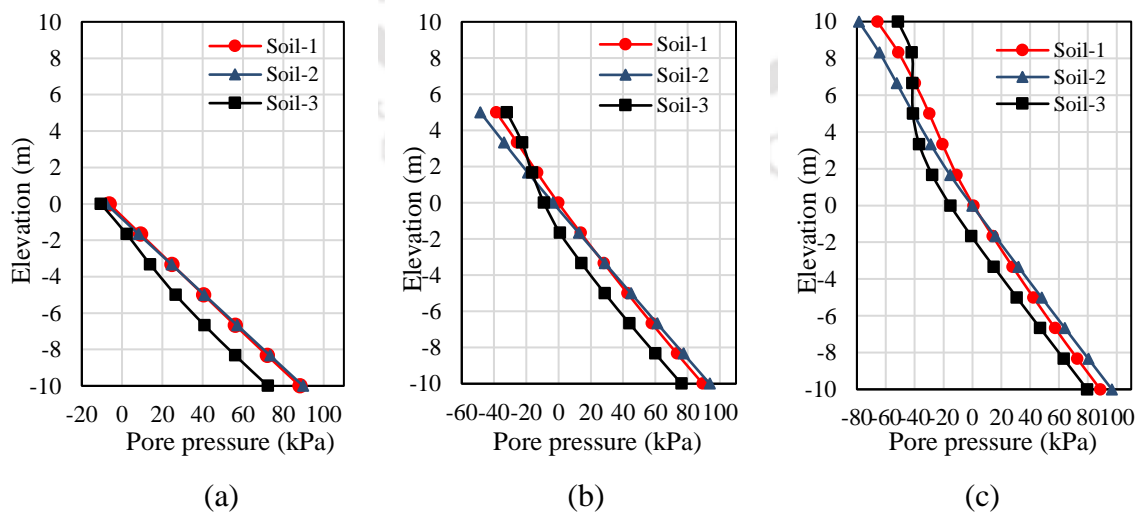 10
8
6
4
2
0
-2
-4
-6
-8
-10
Elevation (m)
Soil-1
Soil-2
Soil-3
-20 0 20 40 60 80 100
Pore pressure (kPa)
(a)
10
8
6
4
2
0
-2
-4
-6
-8
-10
Elevation (m)
Soil-1
Soil-2
Soil-3
-60 -40 -20 0 20 40 60 80 100
Pore pressure (kPa)
(b)
10
8
6
4
2
0
-2
-4
-6
-8
-10
Elevation (m)
Soil-1
Soil-2
Soil-3
-80 -60 -40 -20 0 20 40 60 80 100
Pore pressure (kPa)
(c)